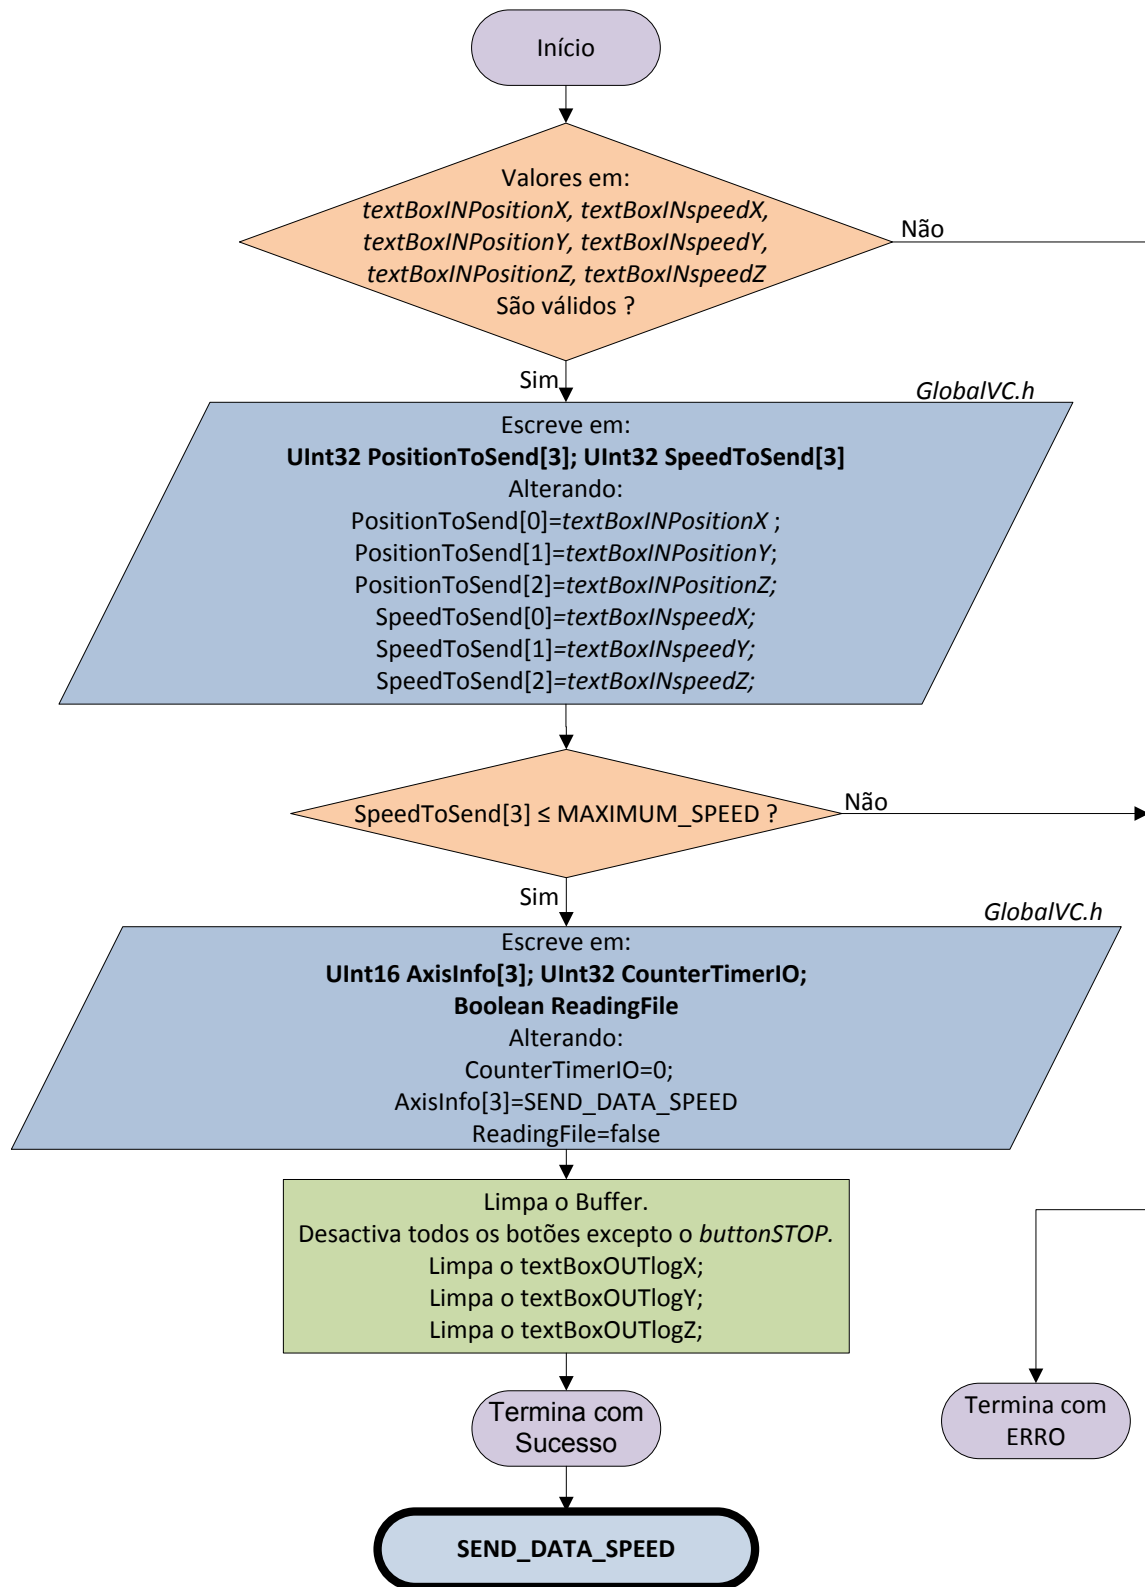 Início
Valores em:
textBoxINPositionX, textBoxINspeedX,
textBoxINPositionY, textBoxINspeedY,
textBoxINPositionZ, textBoxINspeedZ
São válidos ?
Não
Sim
GlobalVC.h
Escreve em:
UInt32 PositionToSend[3]; UInt32 SpeedToSend[3]
Alterando:
PositionToSend[0]=textBoxINPositionX ;
PositionToSend[1]=textBoxINPositionY;
PositionToSend[2]=textBoxINPositionZ;
SpeedToSend[0]=textBoxINspeedX;
SpeedToSend[1]=textBoxINspeedY;
SpeedToSend[2]=textBoxINspeedZ;
SpeedToSend[3] ≤ MAXIMUM_SPEED ?
Não
Sim
GlobalVC.h
Escreve em:
UInt16 AxisInfo[3]; UInt32 CounterTimerIO;
Boolean ReadingFile
Alterando:
CounterTimerIO=0;
AxisInfo[3]=SEND_DATA_SPEED
ReadingFile=false
Limpa o Buffer.
Desactiva todos os botões excepto o buttonSTOP.
Limpa o textBoxOUTlogX;
Limpa o textBoxOUTlogY;
Limpa o textBoxOUTlogZ;
Termina com
Sucesso
Termina com
ERRO
SEND_DATA_SPEED